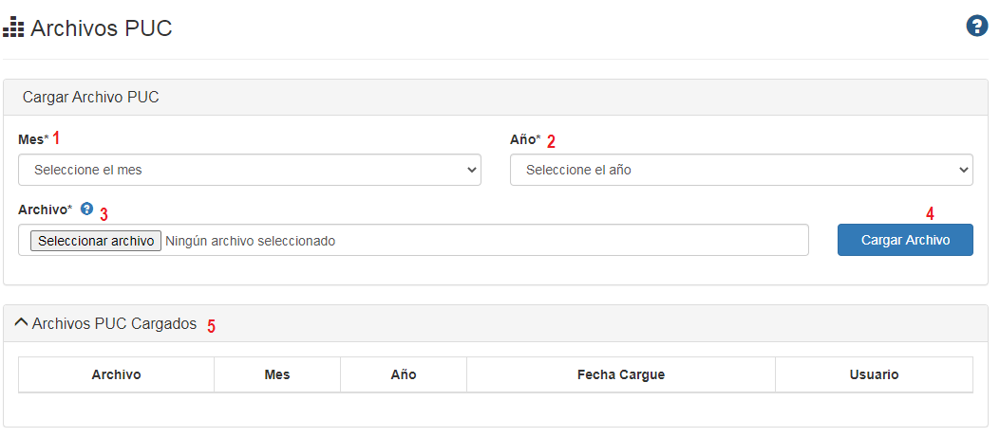 Archivos PUC ?
Cargar Archivo PUC
Mes* 1 Año* 2
Seleccione el mes Seleccione el año
Archivo* ? 3 4
Seleccionar archivo Ningún archivo seleccionado Cargar Archivo
Archivos PUC Cargados 5
Archivo Mes Año Fecha Cargue Usuario